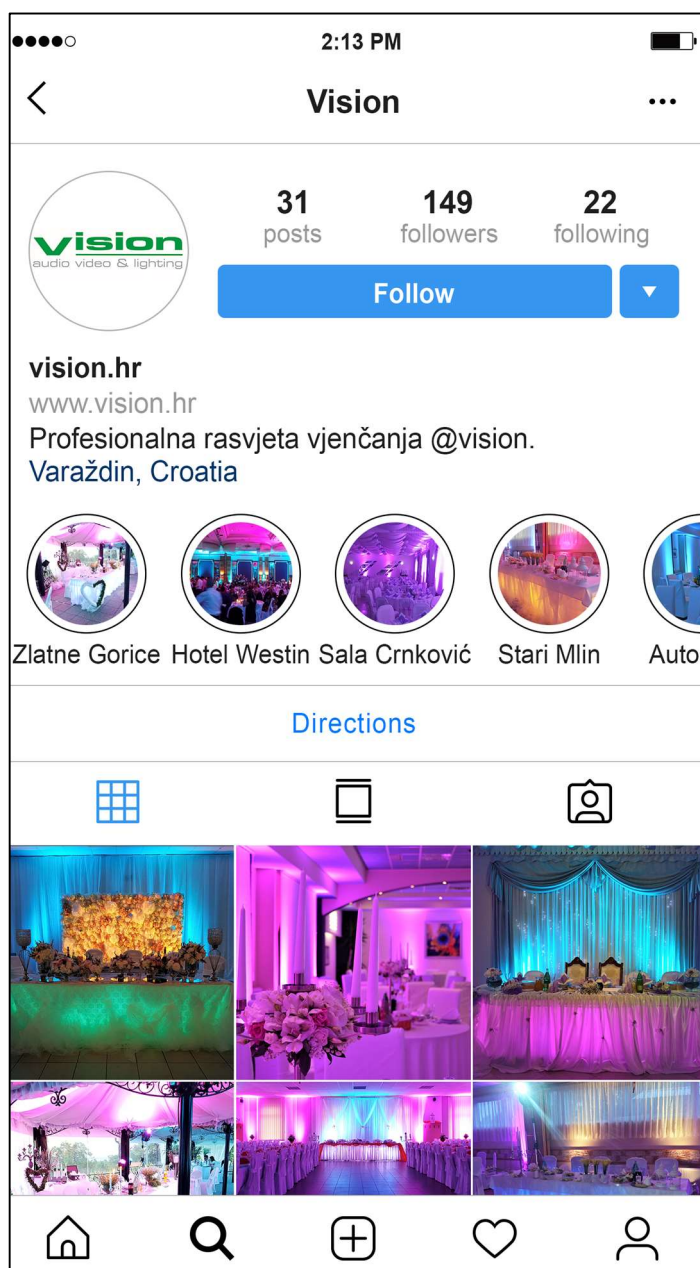 2:13 PM
Vision
31 149 22
posts followers following
vision
audio video & lighting
Follow
vision.hr
www.vision.hr
Profesionalna rasvjeta vjenčanja @vision.
Varaždin, Croatia
Zlatne Gorice Hotel Westin Sala Crnković Stari Mlin Auto
Directions